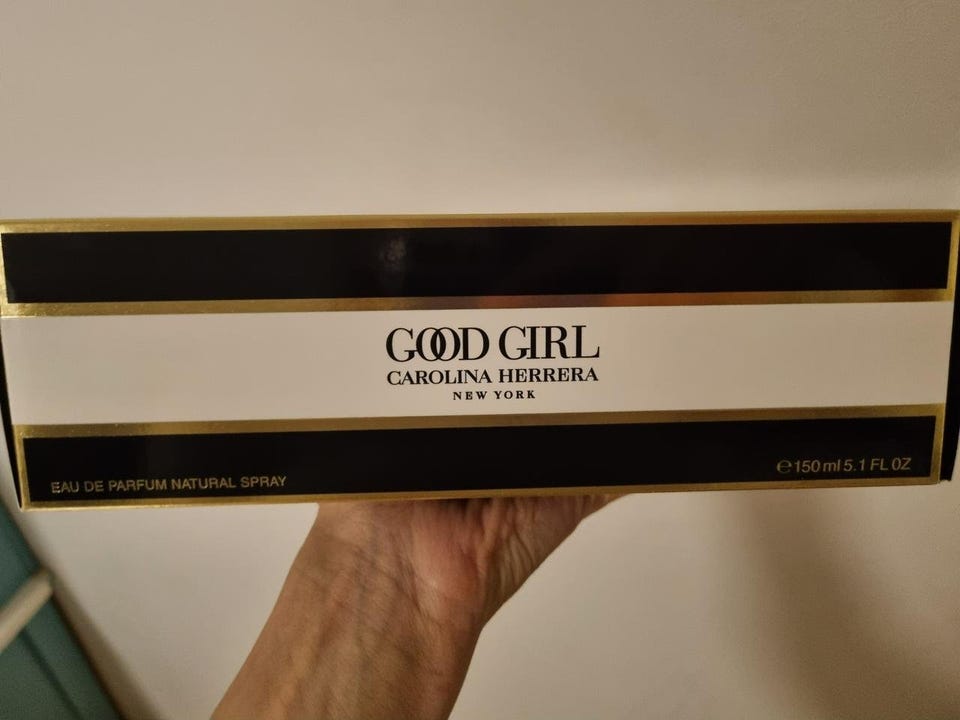 GOOD GIRL
CAROLINA HERRERA
NEW YORK
EAU DE PARFUM NATURAL SPRAY
℮150 ml 5.1 FL OZ